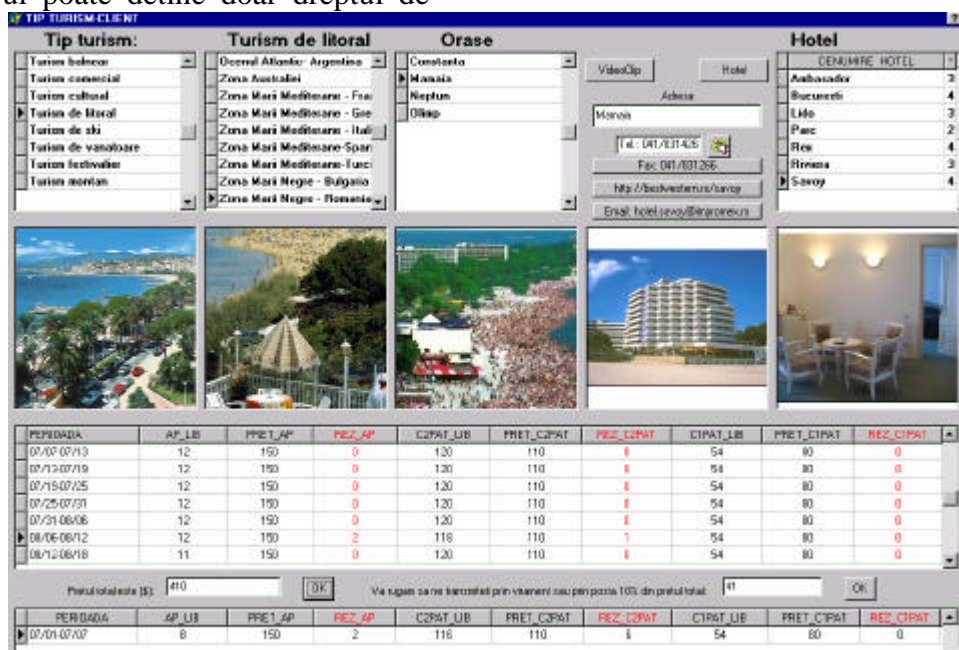 poate deține doar dreptul de
TIP TURISM-CLIENT
Tip turism:
Turism balnear
Turism comercial
Turism cultural
Turism de litoral
Turism de ski
Turism de vanatoare
Turism festivalier
Turism montan
Turism de litoral
Ocenul Atlantic- Argentina
Zona Australiei
Zona Marii Mediterane - Fra
Zona Marii Mediterane - Gre
Zona Marii Mediterane - Itali
Zona Marii Mediterane-Span
Zona Marii Mediterane-Turci
Zona Marii Negre - Bulgaria
Zona Marii Negre - Romania
Orase
Constanta
Mamaia
Neptun
Olimp
VideoClip
Hotel
Adresa:
Mamaia
Tel.: 041/831426
Fax: 041/831266
http://bestwestern.ro/savoy
Email: hotel.savoy@impromex.ro
Hotel
DENUMIRE HOTEL
Ambasador 3
Bucuresti 4
Lido 3
Parc 2
Rex 4
Riviera 3
Savoy 4
PERIOADA AP_LIB PRET_AP REZ_AP C2PAT_LIB PRET_C2PAT REZ_C2PAT C1PAT_LIB PRET_C1PAT REZ_C1PAT
07/07-07/13 12 150 0 120 110 54 80 0
07/13-07/19 12 150 0 120 110 54 80 0
07/19-07/25 12 150 0 120 110 54 80 0
07/25-07/31 12 150 0 120 110 54 80 0
07/31-08/06 12 150 0 120 110 54 80 0
08/06-08/12 12 150 2 118 110 1 54 80 0
08/12-08/18 11 150 0 120 110 54 80 0
Pretul total este ($): 410 OK Va rugam sa ne transmiteti prin virament sau prin posta 10% din pretul total: 41 OK
PERIOADA AP_LIB PRET_AP REZ_AP C2PAT_LIB PRET_C2PAT REZ_C2PAT C1PAT_LIB PRET_C1PAT REZ_C1PAT
07/01-07/07 8 150 2 116 110 54 80 0